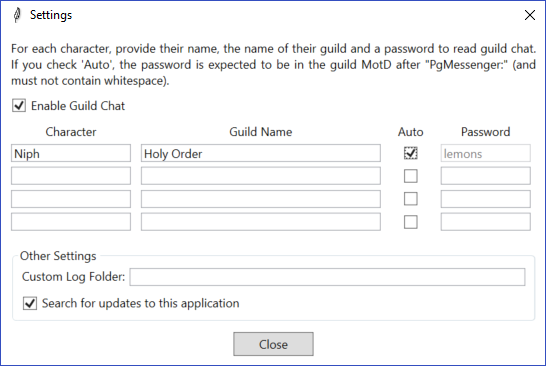 Settings
For each character, provide their name, the name of their guild and a password to read guild chat.
If you check 'Auto', the password is expected to be in the guild MotD after "PgMessenger:" (and
must not contain whitespace).
Enable Guild Chat
Character Guild Name Auto Password
Niph Holy Order lemons
Other Settings
Custom Log Folder:
Search for updates to this application
Close